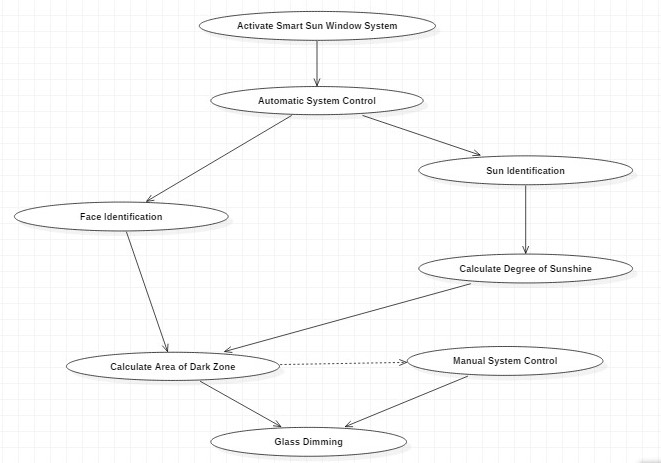 Activate Smart Sun Window System
Automatic System Control
Sun Identification
Face Identification
Calculate Degree of Sunshine
Calculate Area of Dark Zone
Manual System Control
Glass Dimming